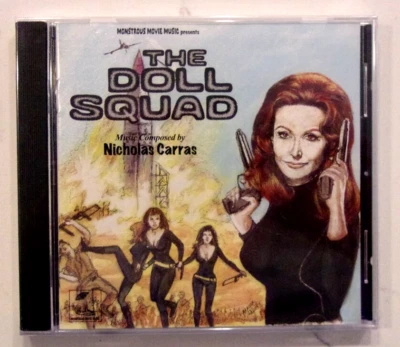 MONSTROUS MOVIE MUSIC presents
THE
DOLL
SQUAD
Music Composed by
Nicholas Carras